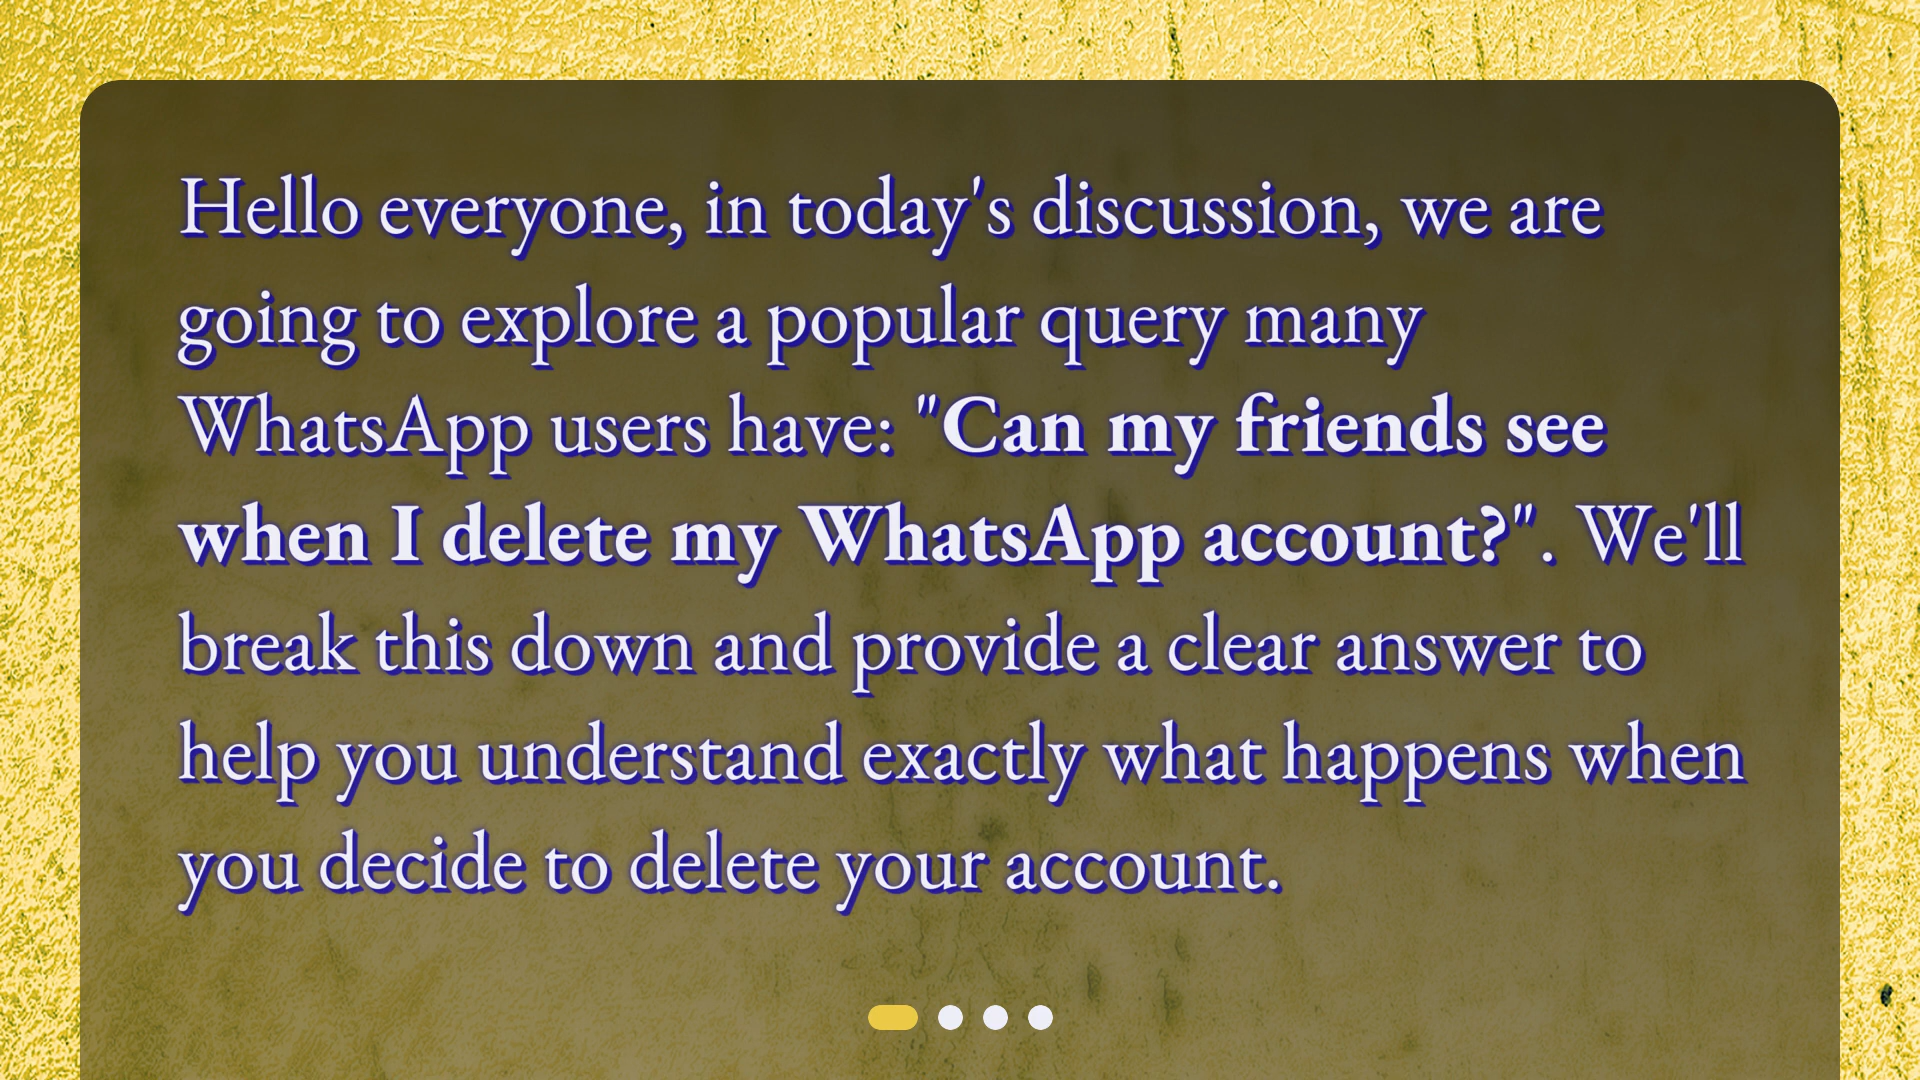 Hello everyone, in today's discussion, we are
going to explore a popular query many
WhatsApp users have: "Can my friends see
when I delete my WhatsApp account?". We'll
break this down and provide a clear answer to
help you understand exactly what happens when
you decide to delete your account.